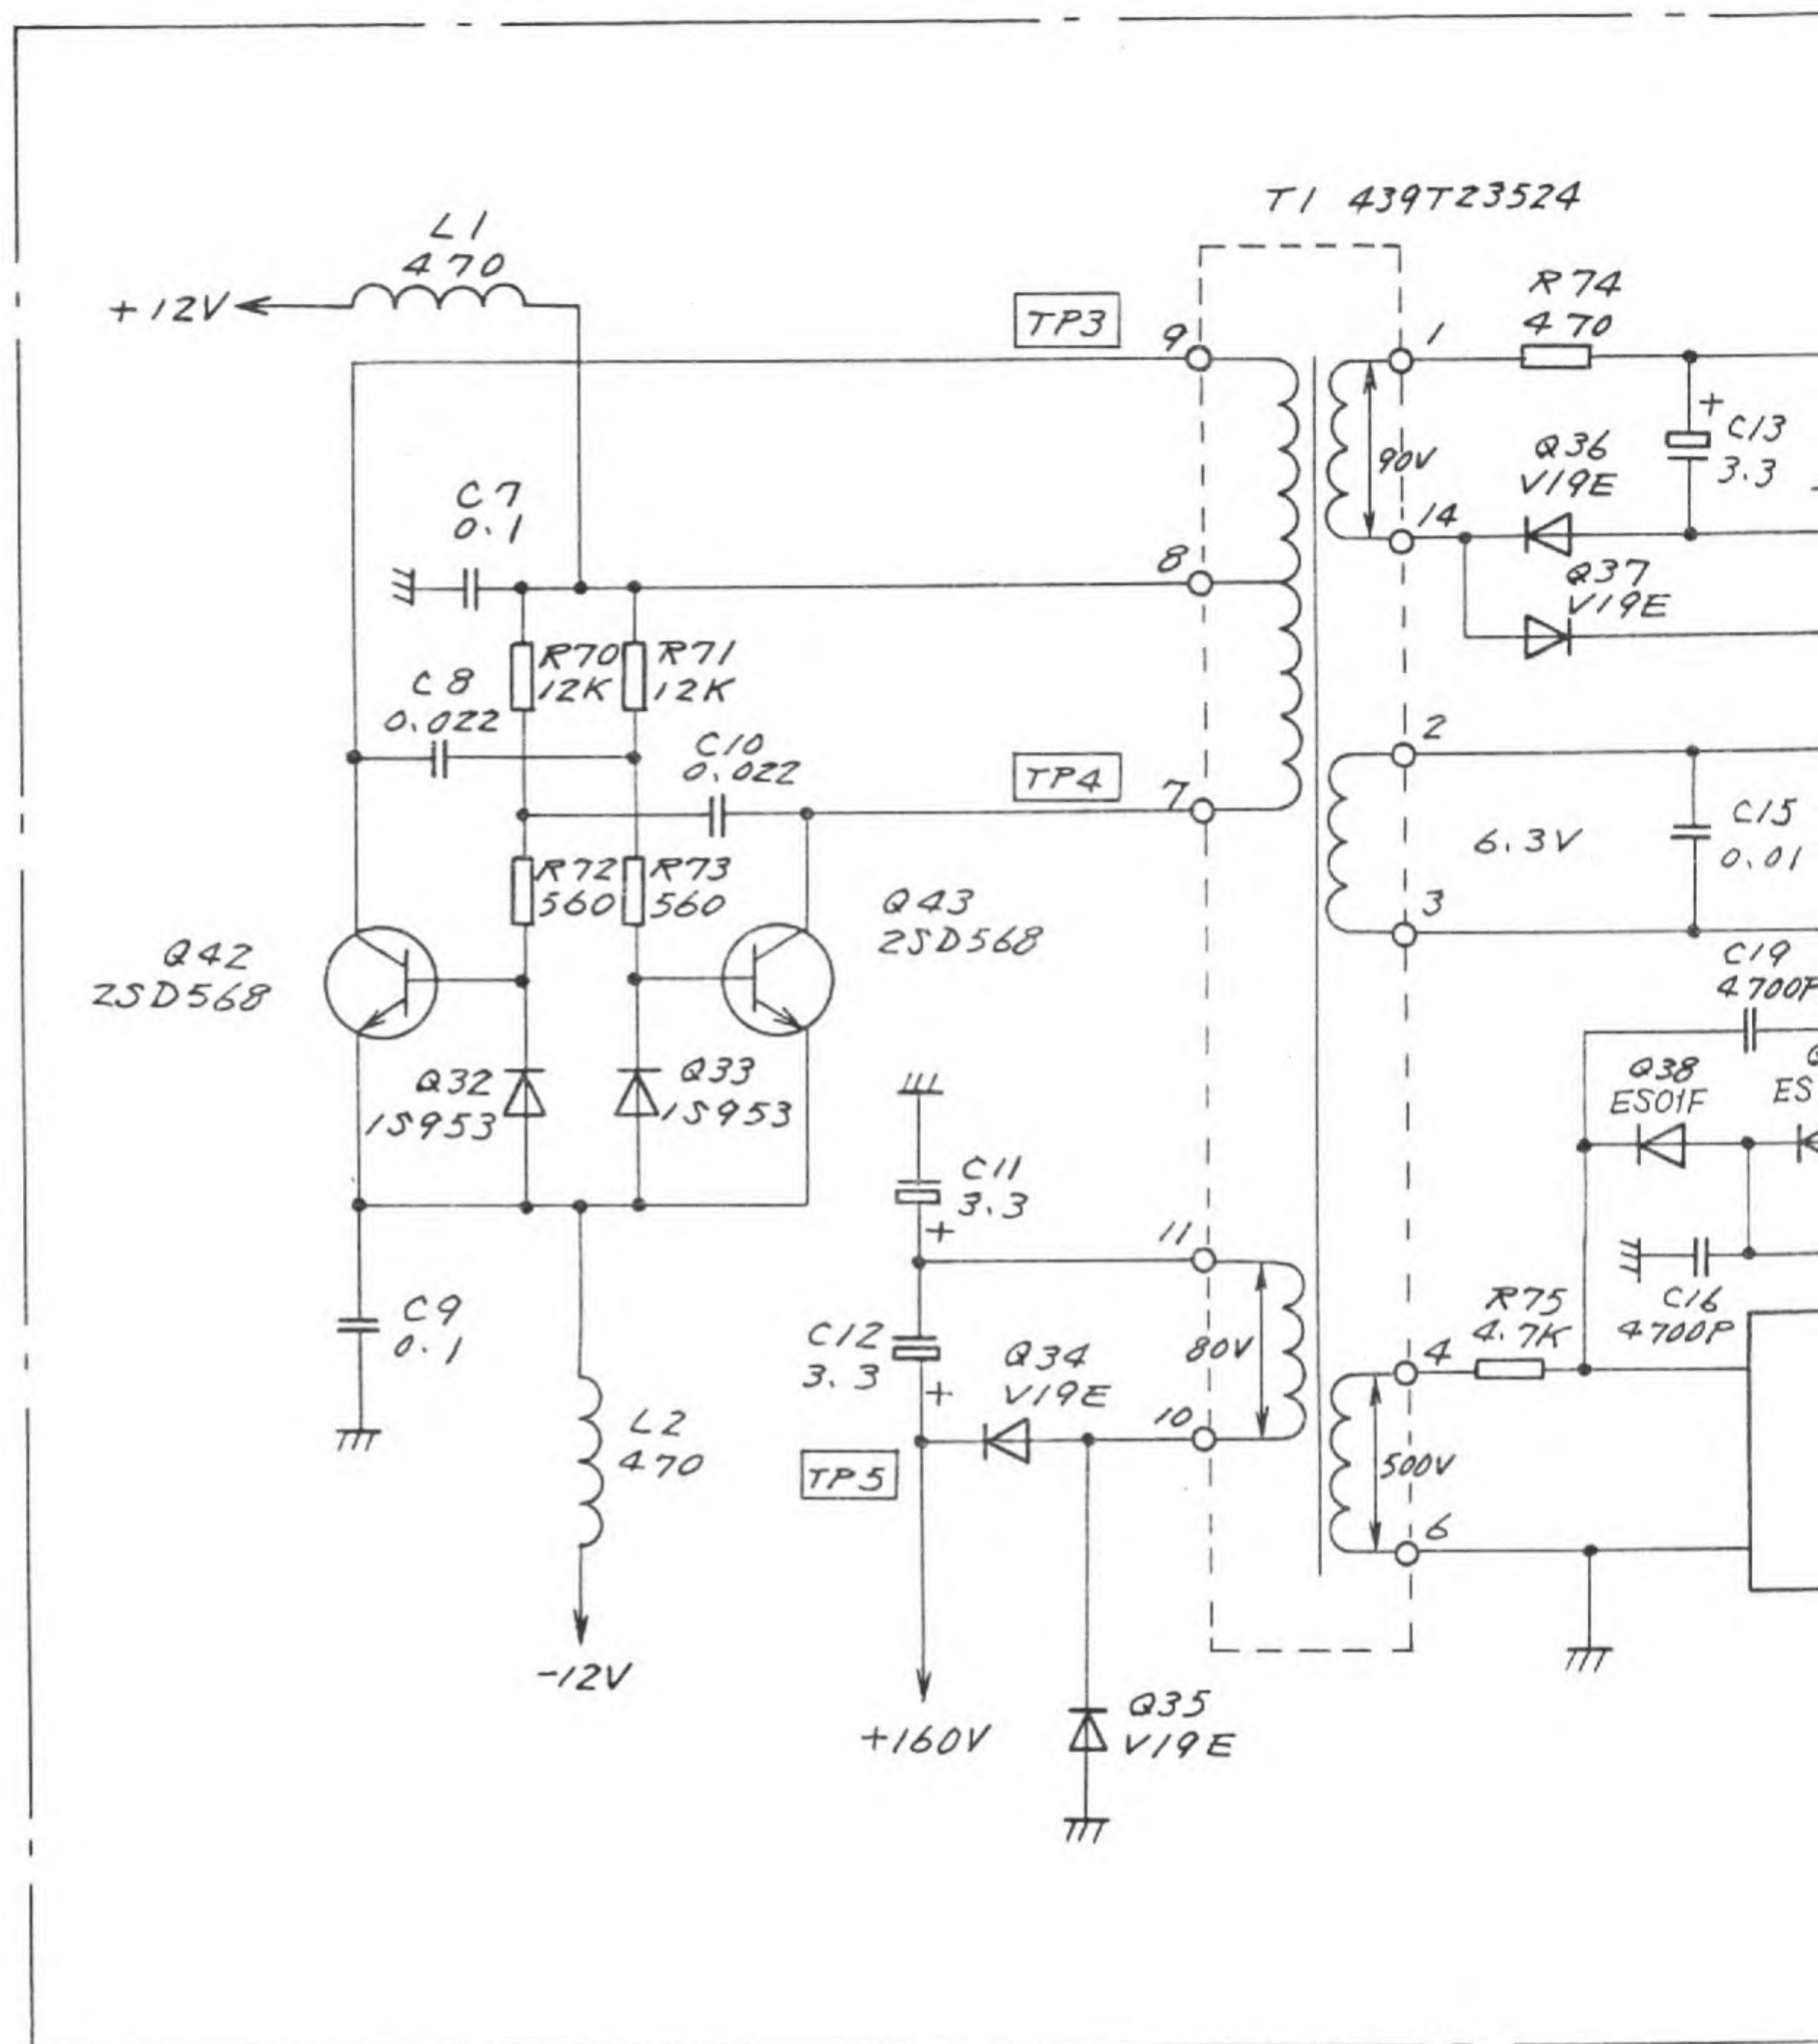 T1 439T23524
L1
470
+12V
TP3
9
1
R74
470
+
C13
3.3
90V
Q36
V19E
14
C7
0.1
8
Q37
V19E
R70
12K
R71
12K
C8
0.022
C10
0.022
TP4
7
2
C15
0.01
6.3V
R72
560
R73
560
3
Q43
2SD568
Q42
2SD568
C19
4700P
Q38
ES01F
ES
Q32
1S953
Q33
1S953
C11
3.3
+
11
C16
4700P
R75
4.7K
C9
0.1
C12
3.3
+
Q34
V19E
80V
4
10
L2
470
TP5
500V
6
-12V
+160V
Q35
V19E